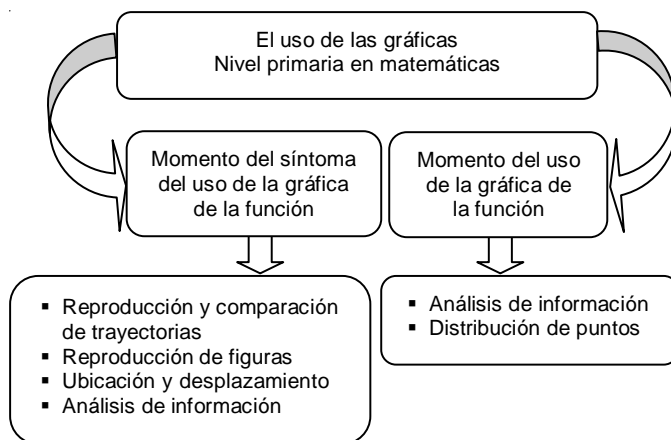 El uso de las gráficas
Nivel primaria en matemáticas
Momento del síntoma
del uso de la gráfica
de la función
Momento del uso
de la gráfica de
la función
▪ Reproducción y comparación
de trayectorias
▪ Reproducción de figuras
▪ Ubicación y desplazamiento
▪ Análisis de información
▪ Análisis de información
▪ Distribución de puntos